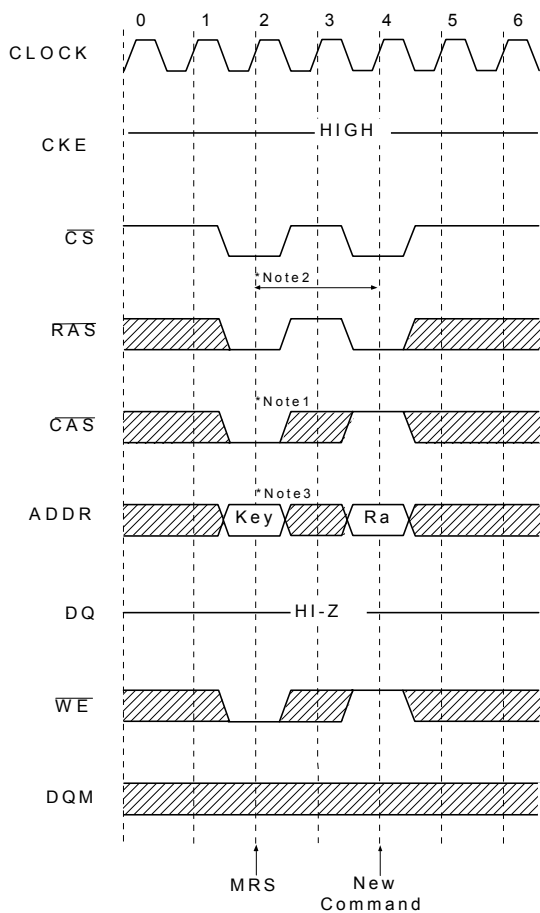 0 1 2 3 4 5 6
CLOCK
CKE HIGH
CS
*Note2
RAS
*Note1
CAS
*Note3
ADDR Key Ra
DQ HI-Z
WE
DQM
MRS New
Command